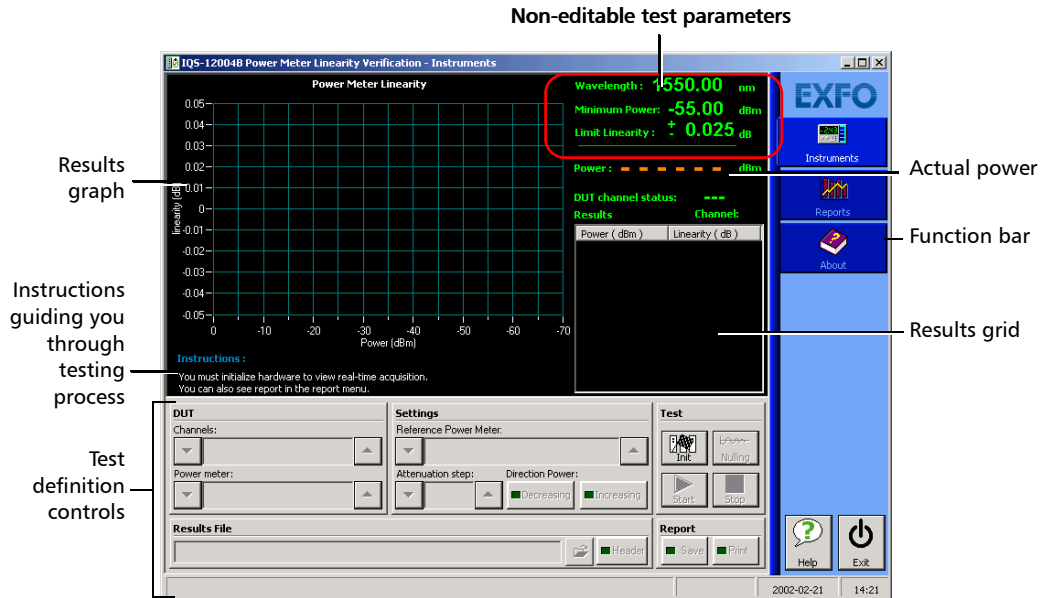 Non-editable test parameters
IQS-12004B Power Meter Linearity Verification - Instruments
Power Meter Linearity
linearity (dB)
0.05
0.04
0.03
0.02
0.01
0
-0.01
-0.02
-0.03
-0.04
-0.05
0 -10 -20 -30 -40 -50 -60 -70
Power (dBm)
Wavelength : 1550.00 nm
Minimum Power: -55.00 dBm
Limit Linearity : ± 0.025 dB
Power : - - - - - - dBm
DUT channel status: ---
Results Channel:
Power ( dBm ) Linearity ( dB )
Instructions :
You must initialize hardware to view real-time acquisition.
You can also see report in the report menu.
EXFO
Instruments
Reports
About
Results
graph
Instructions
guiding you
through
testing
process
Test
definition
controls
Actual power
Function bar
Results grid
DUT
Channels:
Power meter:
Settings
Reference Power Meter:
Attenuation step: Direction Power:
Decreasing Increasing
Test
Init Nulling
Start Stop
Results File
Header
Report
Save Print
Help Exit
2002-02-21 14:21